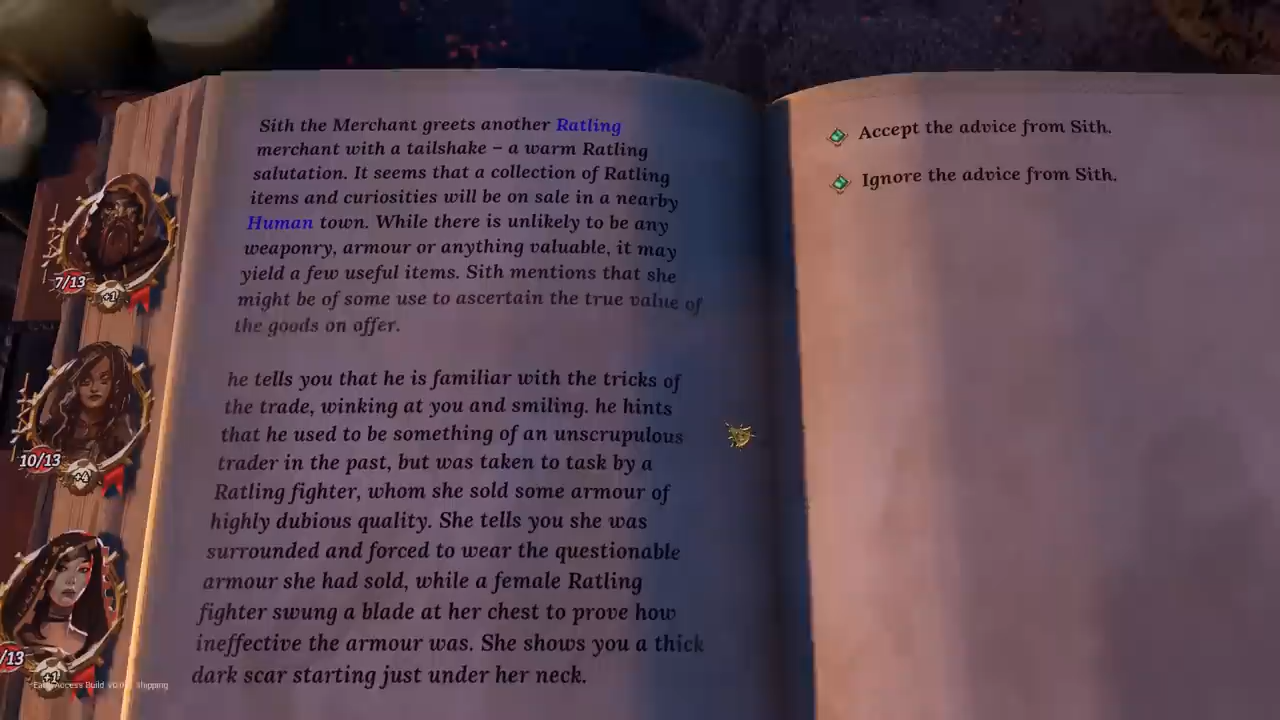 Sith the Merchant greets another Ratling
merchant with a tailshake – a warm Ratling
salutation. It seems that a collection of Ratling
items and curiosities will be on sale in a nearby
Human town. While there is unlikely to be any
weaponry, armour or anything valuable, it may
yield a few useful items. Sith mentions that she
might be of some use to ascertain the true value of
the goods on offer.
he tells you that he is familiar with the tricks of
the trade, winking at you and smiling. he hints
that he used to be something of an unscrupulous
trader in the past, but was taken to task by a
Ratling fighter, whom she sold some armour of
highly dubious quality. She tells you she was
surrounded and forced to wear the questionable
armour she had sold, while a female Ratling
fighter swung a blade at her chest to prove how
ineffective the armour was. She shows you a thick
dark scar starting just under her neck.
Accept the advice from Sith.
Ignore the advice from Sith.
7/13
+1
10/13
+4
/13
+1
Access Build Shipping